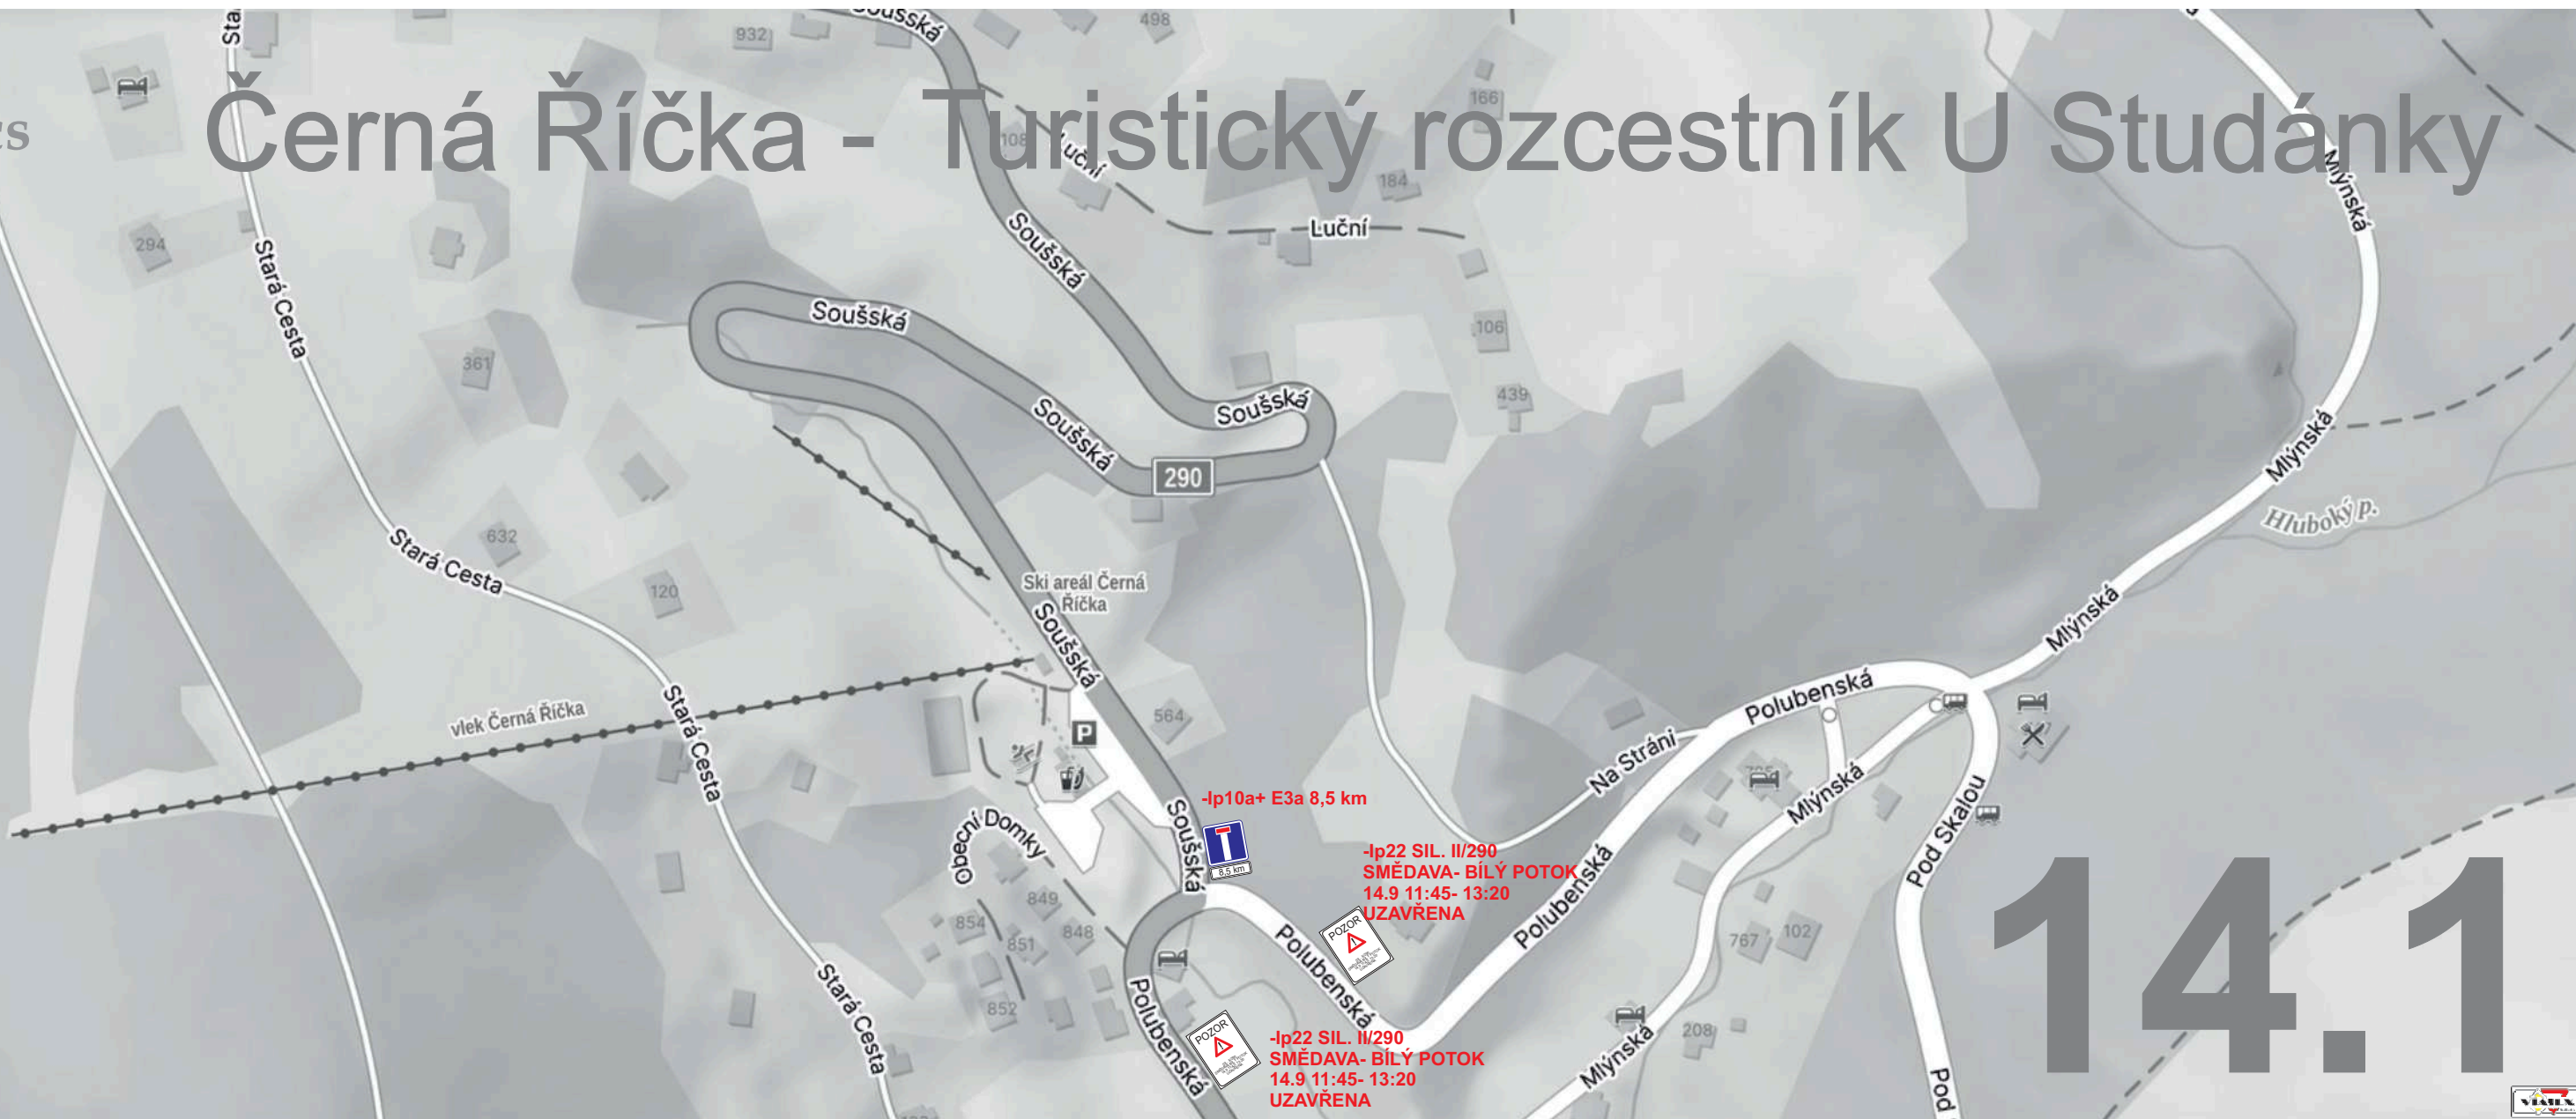 Černá Říčka - Turistický rozcestník U Studánky
Soušská
932
498
166
108
Luční
184
Luční
Mlýnská
294
Stará Cesta
Soušská
Soušská
361
106
439
Soušská
Soušská
290
Mlýnská
Hluboký p.
632
Stará Cesta
120
Ski areál Černá
Říčka
Soušská
Mlýnská
vlek Černá Říčka
Stará Cesta
P
564
Polubenská
Na Stráni
Mlýnská
Pod Skalou
-Ip10a+ E3a 8,5 km
8,5 km
Soušská
Obecní Domky
-Ip22 SIL. II/290
SMĚDAVA- BÍLÝ POTOK
14.9 11:45- 13:20
UZAVŘENA
POZOR
Polubenská
Polubenská
849
854
851
848
852
767
102
14.1
Stará Cesta
Polubenská
POZOR
-Ip22 SIL. II/290
SMĚDAVA- BÍLÝ POTOK
14.9 11:45- 13:20
UZAVŘENA
208
Mlýnská
Pod